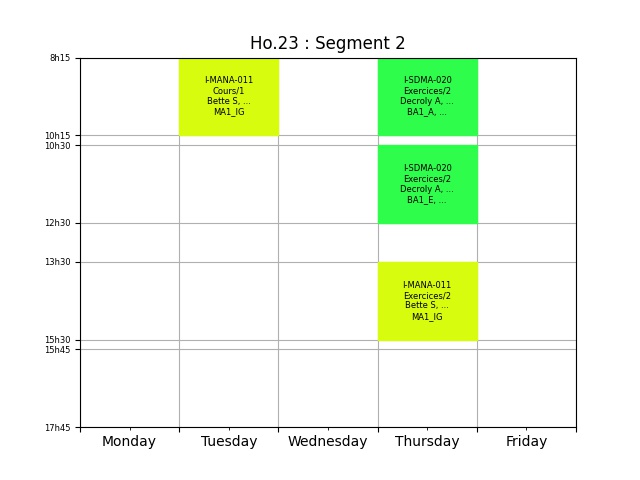 Ho.23 : Segment 2
8h15
I-MANA-011
Cours/1
Bette S, ...
MA1_IG
I-SDMA-020
Exercices/2
Decroly A, ...
BA1_A, ...
10h15
10h30
I-SDMA-020
Exercices/2
Decroly A, ...
BA1_E, ...
12h30
13h30
I-MANA-011
Exercices/2
Bette S, ...
MA1_IG
15h30
15h45
17h45
Monday Tuesday Wednesday Thursday Friday